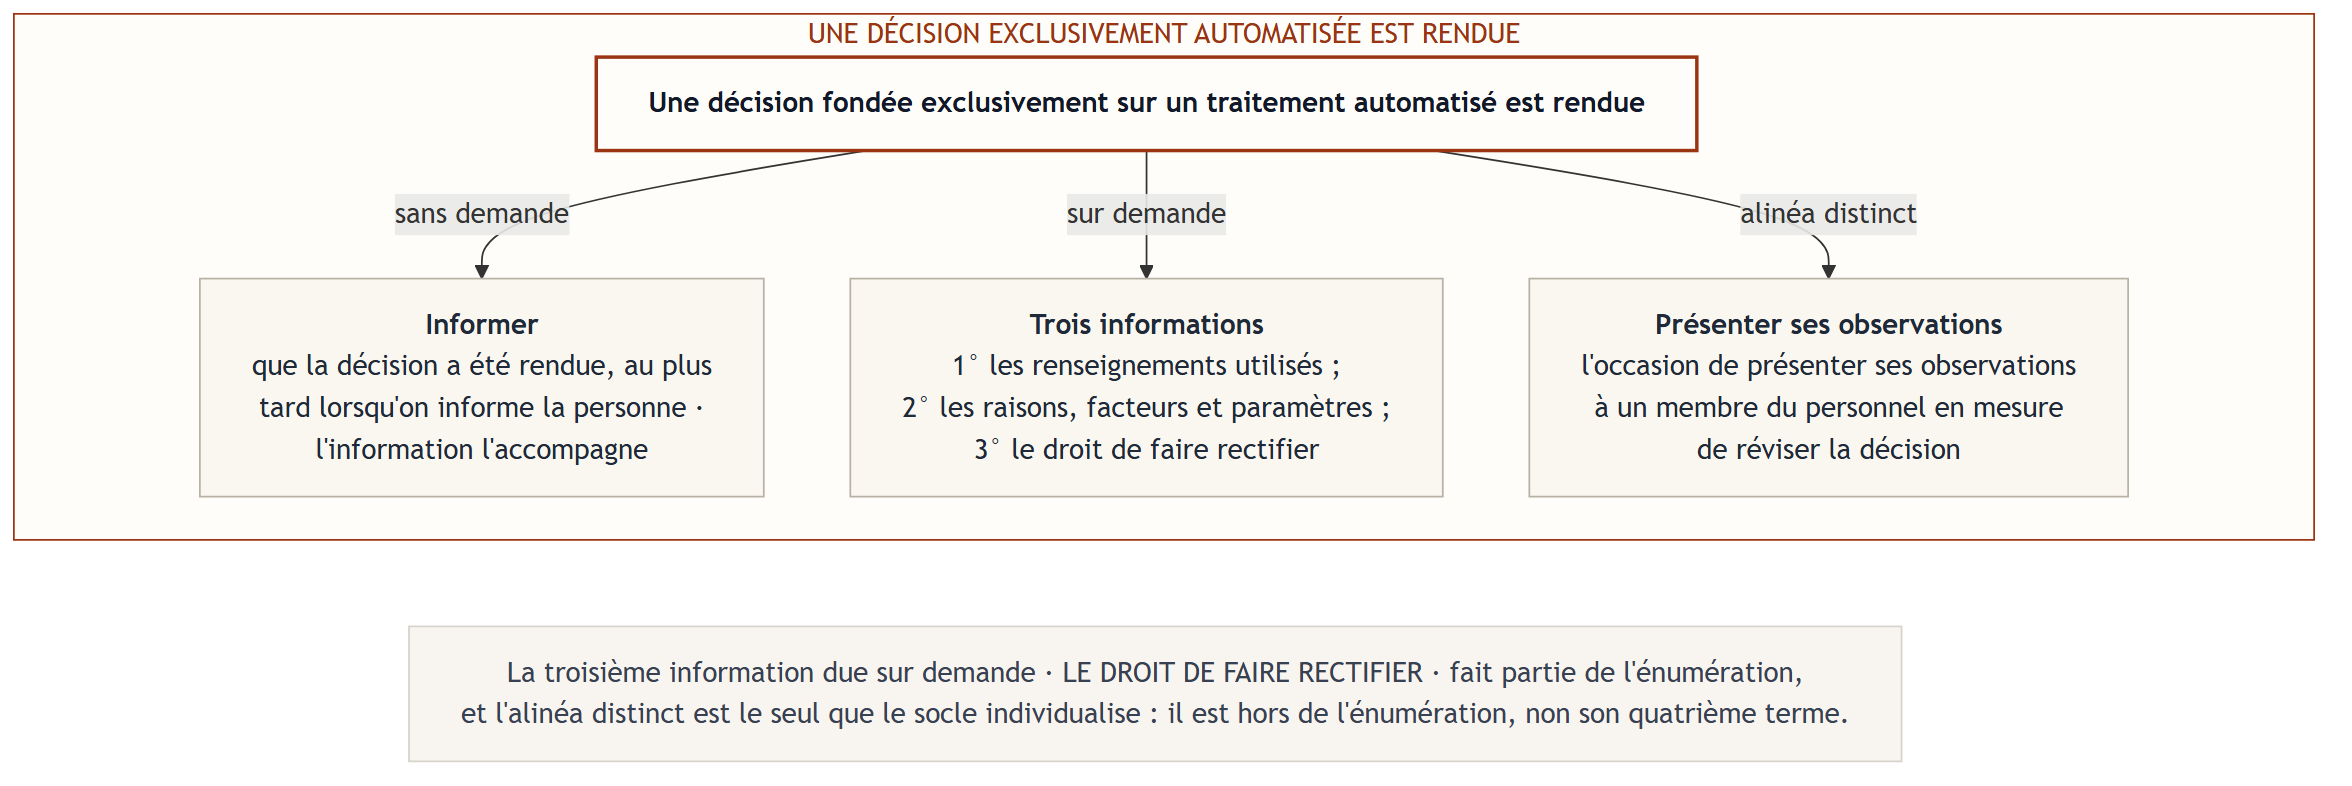 UNE DÉCISION EXCLUSIVEMENT AUTOMATISÉE EST RENDUE
Une décision fondée exclusivement sur un traitement automatisé est rendue
sans demande
sur demande
alinéa distinct
Informer
que la décision a été rendue, au plus
tard lorsqu'on informe la personne ·
l'information l'accompagne
Trois informations
1° les renseignements utilisés ;
2° les raisons, facteurs et paramètres ;
3° le droit de faire rectifier
Présenter ses observations
l'occasion de présenter ses observations
à un membre du personnel en mesure
de réviser la décision
La troisième information due sur demande · LE DROIT DE FAIRE RECTIFIER · fait partie de l'énumération,
et l'alinéa distinct est le seul que le socle individualise : il est hors de l'énumération, non son quatrième terme.